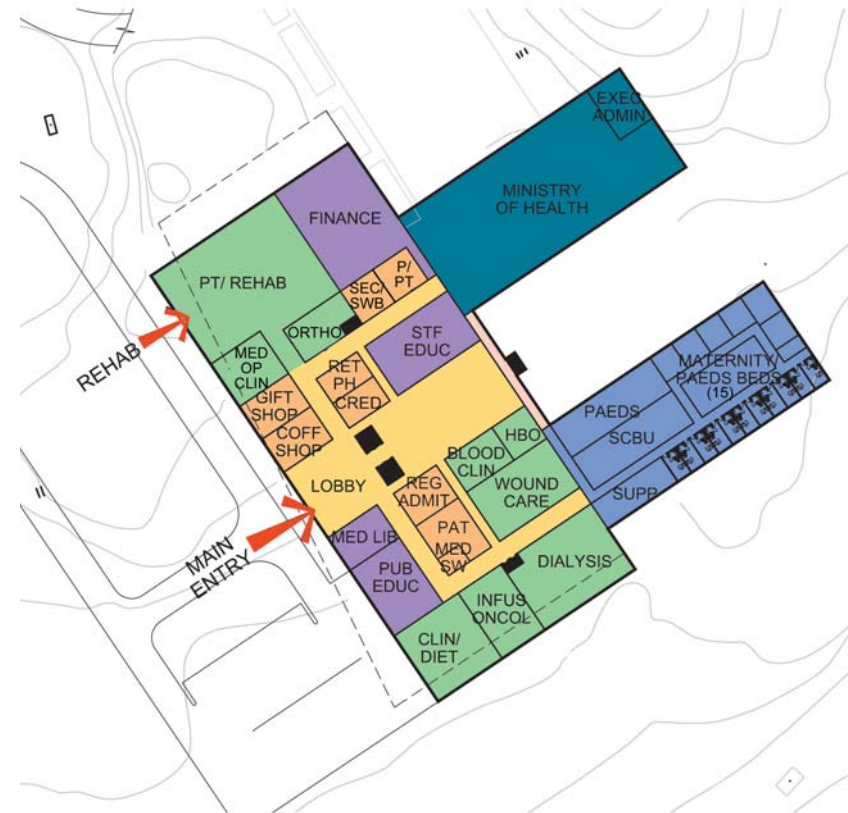 EXEC
ADMIN
MINISTRY
OF HEALTH
FINANCE
PT/ REHAB
P/
PT
SEC/
SWB
ORTHO
STF
EDUC
REHAB
MED
OP
CLIN
RET
PH
CRED
GIFT
SHOP
COFF
SHOP
MATERNITY/
PAEDS BEDS
(15)
PAEDS
SCBU
HBO
BLOOD
CLIN
WOUND
CARE
SUPP
LOBBY
REG
ADMIT
PAT
MED
SW
MAIN
ENTRY
MED LIB
PUB
EDUC
DIALYSIS
INFUS
ONCOL
CLIN/
DIET